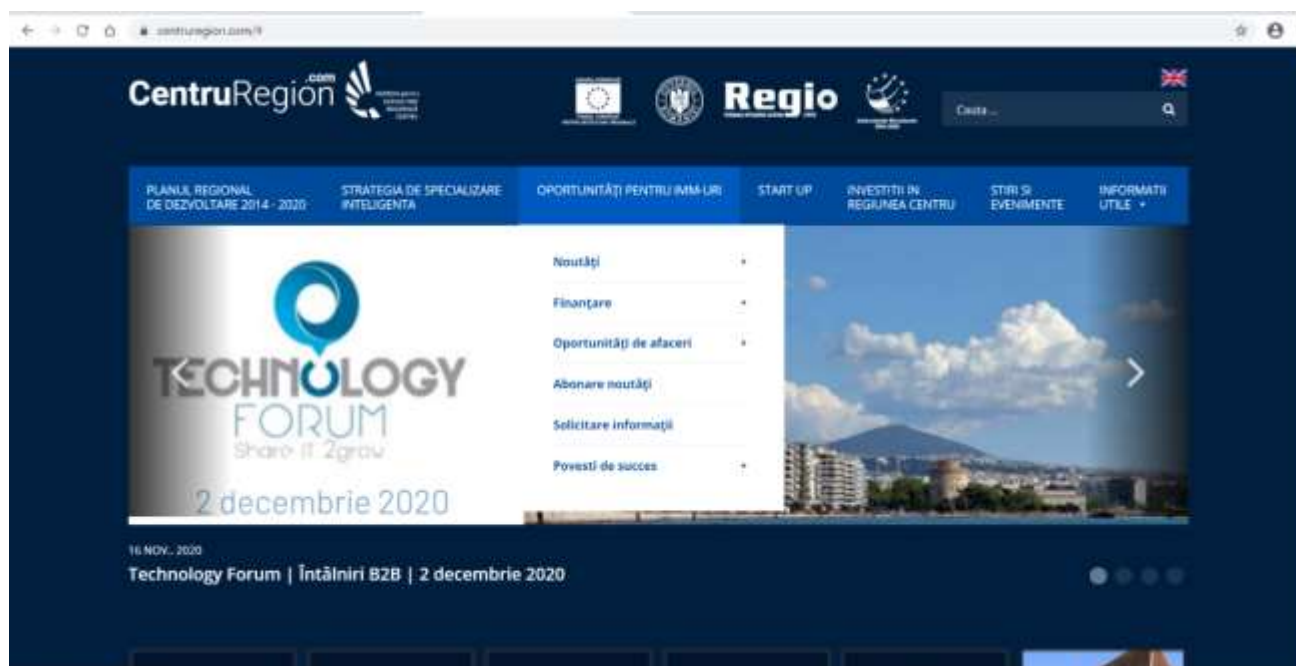 centruregion.com/#
CentruRegion.com
Regio
Cauta ...
PLANUL REGIONAL
DE DEZVOLTARE 2014 - 2020
STRATEGIA DE SPECIALIZARE
INTELIGENTA
OPORTUNITĂȚI PENTRU IMM-URI
START UP
INVESTITII IN
REGIUNEA CENTRU
STIRI SI
EVENIMENTE
INFORMATII
UTILE
Noutăți
Finanțare
Oportunități de afaceri
Abonare noutăți
Solicitare informații
Povesti de succes
TECHNOLOGY
FORUM
Share IT 2grow
2 decembrie 2020
16 NOV., 2020
Technology Forum | Întâlniri B2B | 2 decembrie 2020